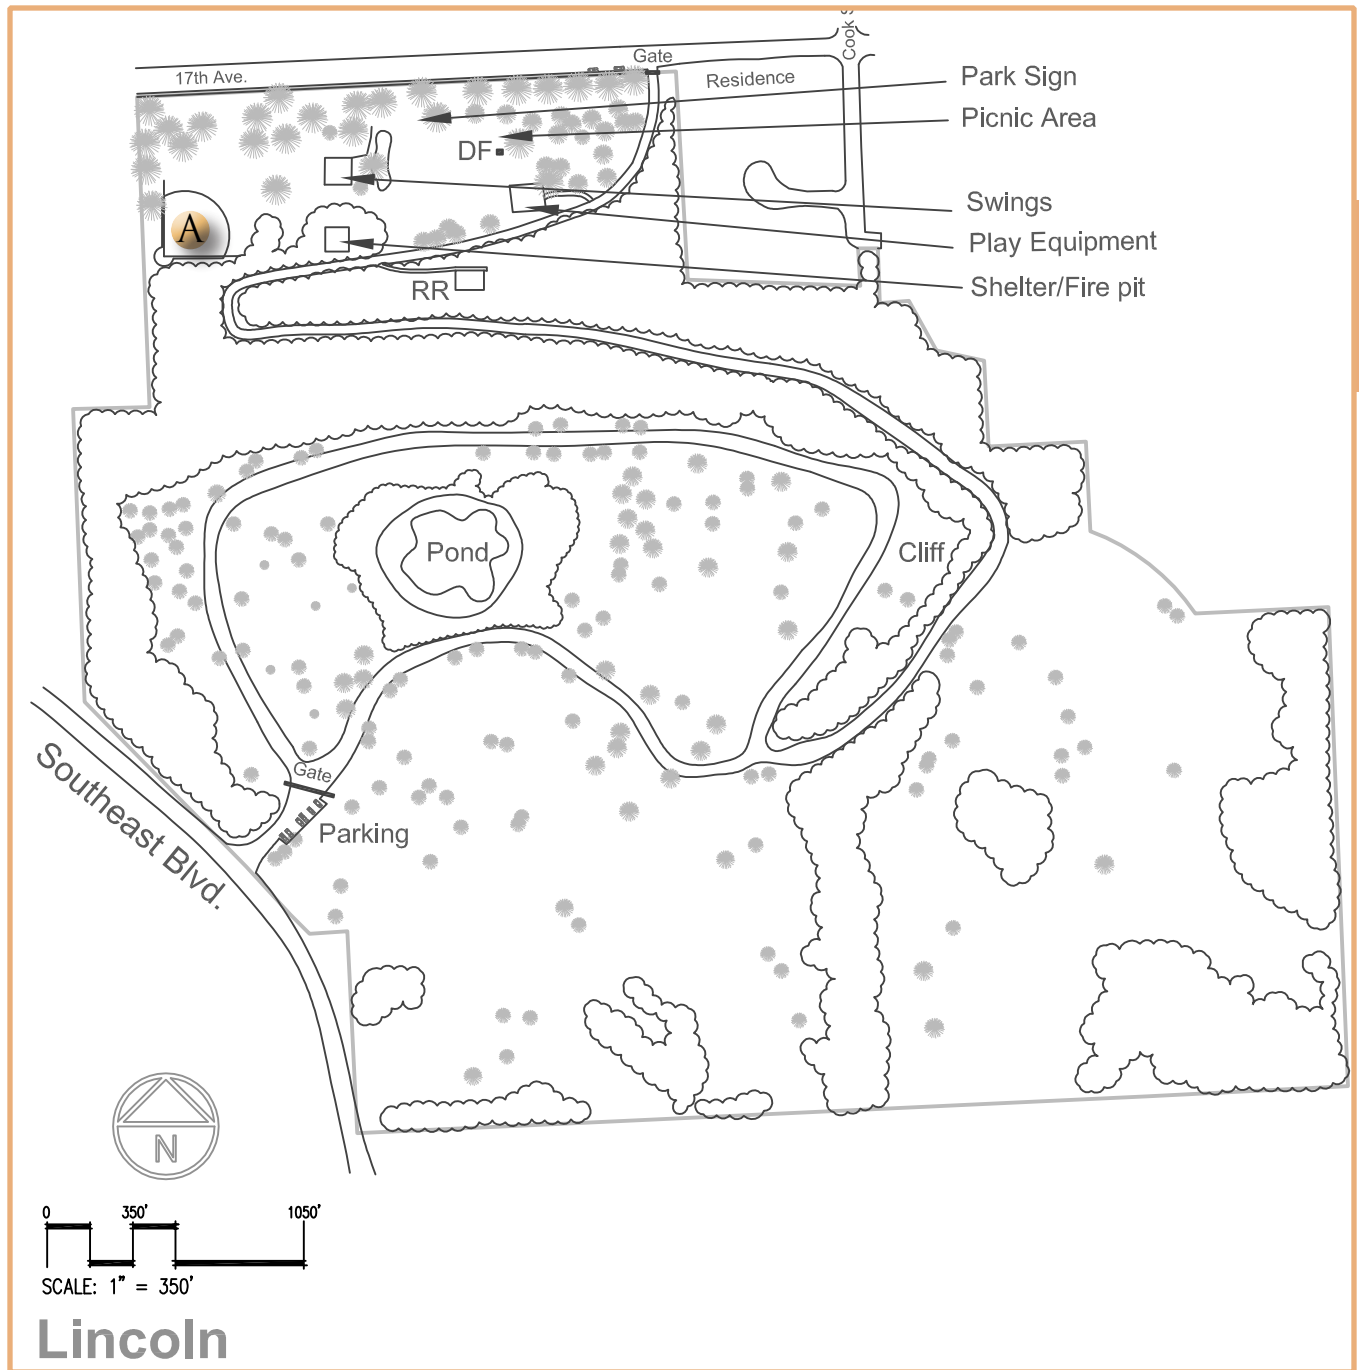 Cook S
Gate
17th Ave.
Residence
Park Sign
Picnic Area
DF
Swings
A
Play Equipment
Shelter/Fire pit
RR
Pond
Cliff
Gate
Southeast Blvd.
Parking
N
0 350' 1050'
SCALE: 1" = 350'
Lincoln